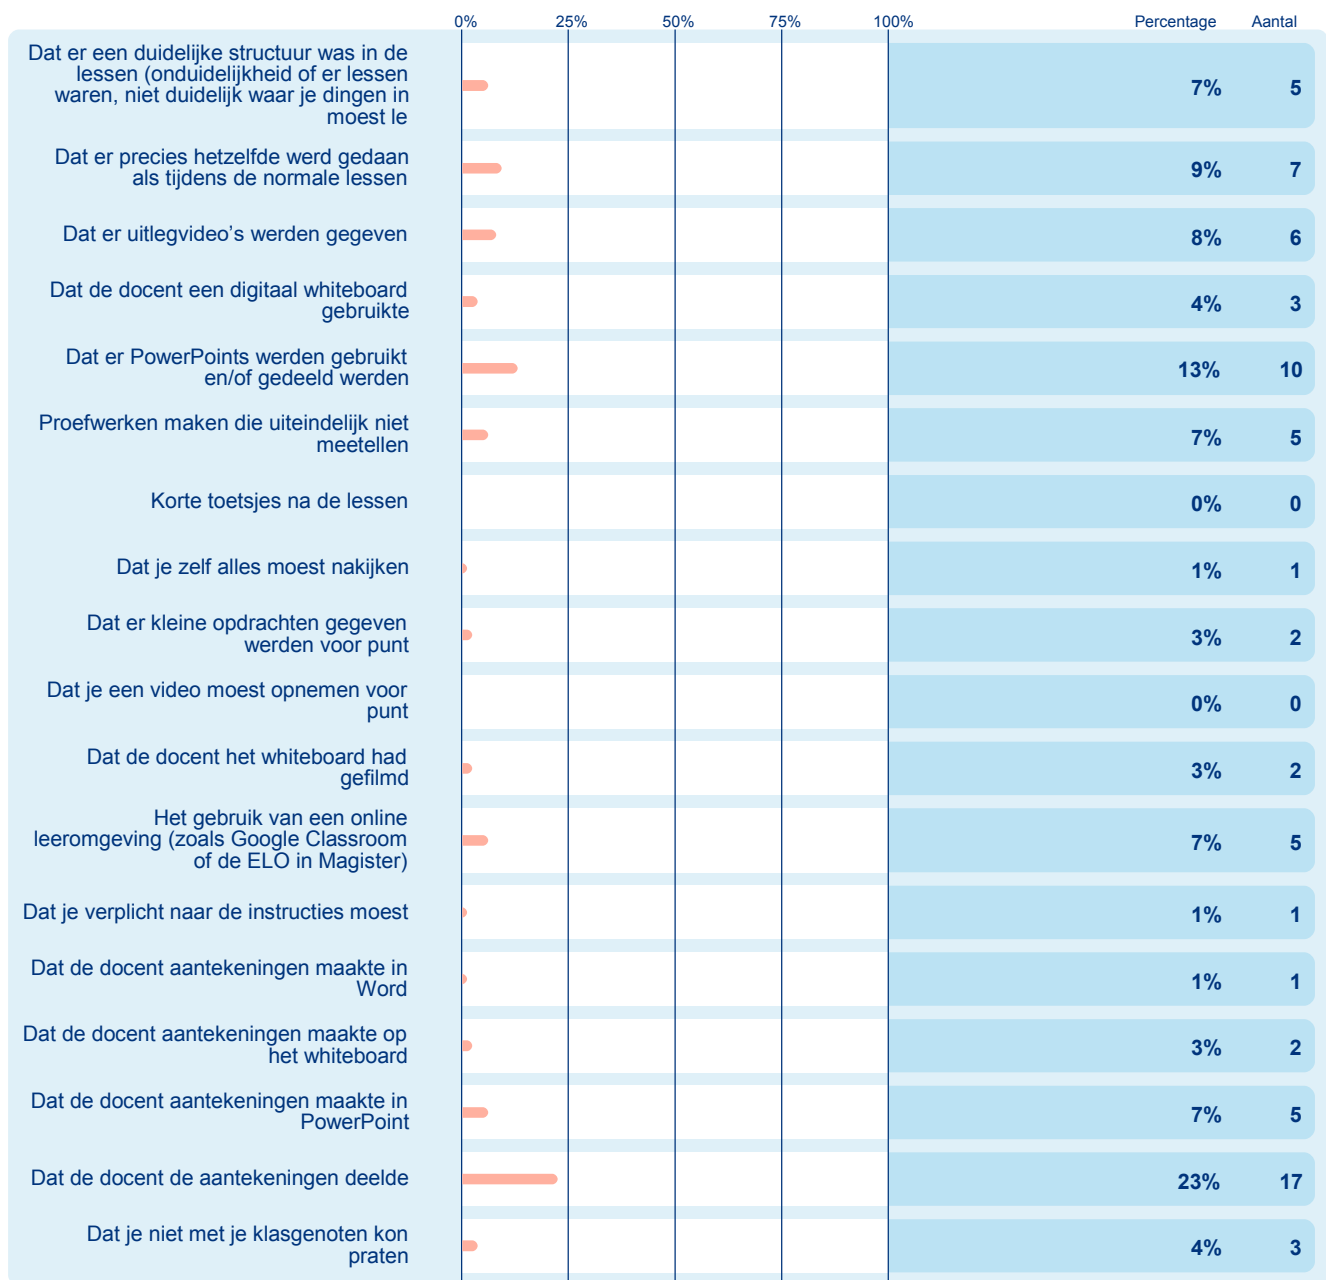 0% 25% 50% 75% 100% Percentage Aantal
Dat er een duidelijke structuur was in de
lessen (onduidelijkheid of er lessen
waren, niet duidelijk waar je dingen in
moest le
7% 5
Dat er precies hetzelfde werd gedaan
als tijdens de normale lessen
9% 7
Dat er uitlegvideo's werden gegeven
8% 6
Dat de docent een digitaal whiteboard
gebruikte
4% 3
Dat er PowerPoints werden gebruikt
en/of gedeeld werden
13% 10
Proefwerken maken die uiteindelijk niet
meetellen
7% 5
Korte toetsjes na de lessen
0% 0
Dat je zelf alles moest nakijken
1% 1
Dat er kleine opdrachten gegeven
werden voor punt
3% 2
Dat je een video moest opnemen voor
punt
0% 0
Dat de docent het whiteboard had
gefilmd
3% 2
Het gebruik van een online
leeromgeving (zoals Google Classroom
of de ELO in Magister)
7% 5
Dat je verplicht naar de instructies moest
1% 1
Dat de docent aantekeningen maakte in
Word
1% 1
Dat de docent aantekeningen maakte op
het whiteboard
3% 2
Dat de docent aantekeningen maakte in
PowerPoint
7% 5
Dat de docent de aantekeningen deelde
23% 17
Dat je niet met je klasgenoten kon
praten
4% 3